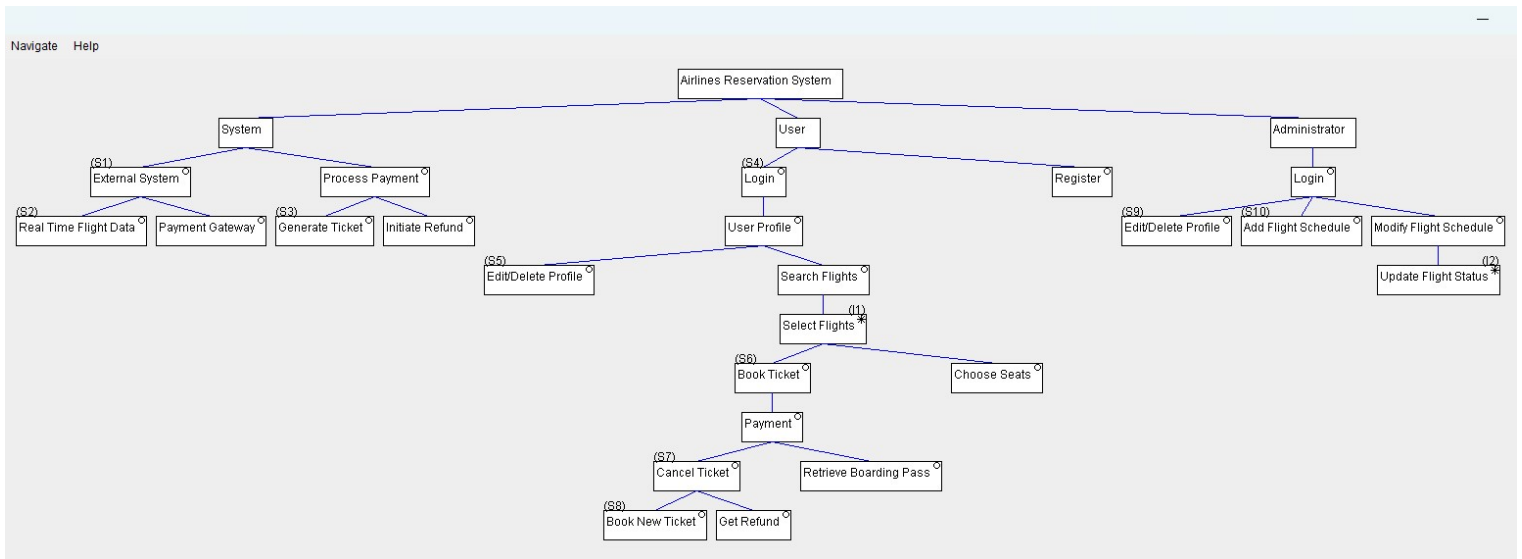 Navigate Help
Airlines Reservation System
System
User
Administrator
(S1)
(S4)
External System
Process Payment
Login
Register
Login
(S2)
(S3)
(S9)
(S10)
Real Time Flight Data
Payment Gateway
Generate Ticket
Initiate Refund
User Profile
Edit/Delete Profile
Add Flight Schedule
Modify Flight Schedule
(S5)
(I2)
Edit/Delete Profile
Search Flights
Update Flight Status
(I1)
Select Flights
(S6)
Book Ticket
Choose Seats
Payment
(S7)
Cancel Ticket
Retrieve Boarding Pass
(S8)
Book New Ticket
Get Refund